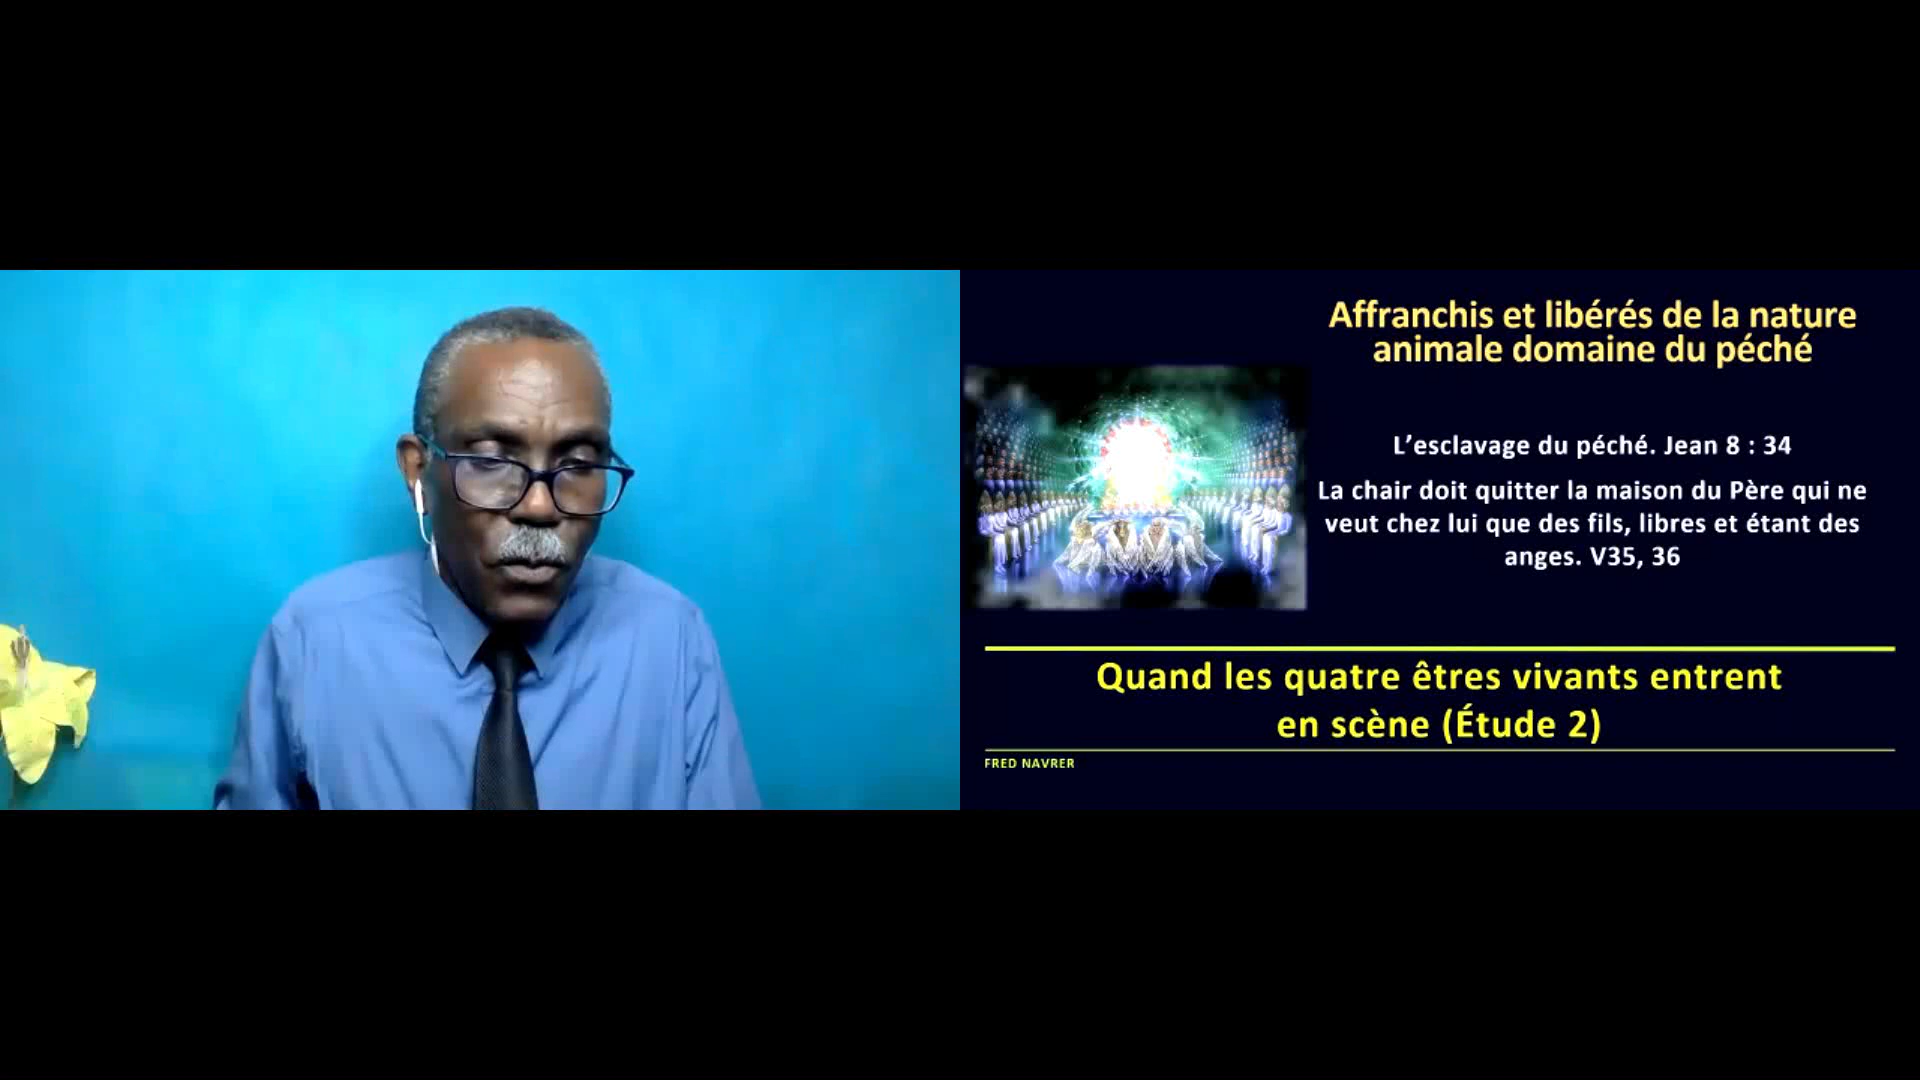 Affranchis et libérés de la nature
animale domaine du péché
L’esclavage du péché. Jean 8 : 34
La chair doit quitter la maison du Père qui ne
veut chez lui que des fils, libres et étant des
anges. V35, 36
Quand les quatre êtres vivants entrent
en scène (Étude 2)
FRED NAVRER